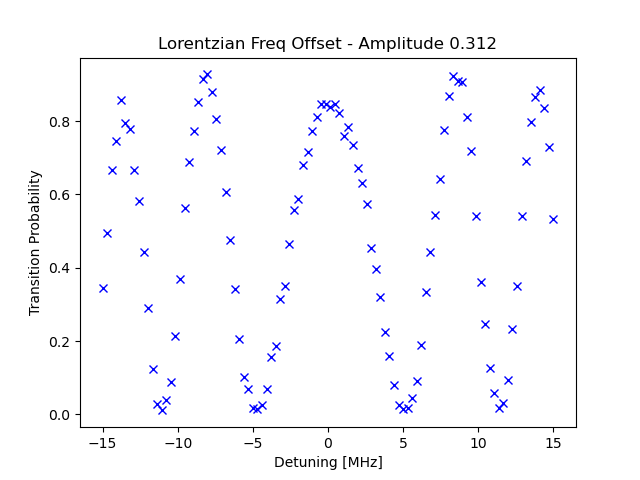 Lorentzian Freq Offset - Amplitude 0.312
Transition Probability
0.8
0.6
0.4
0.2
0.0
−15 −10 −5 0 5 10 15
Detuning [MHz]